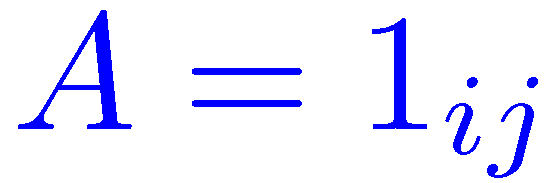 A = 1_{ij}